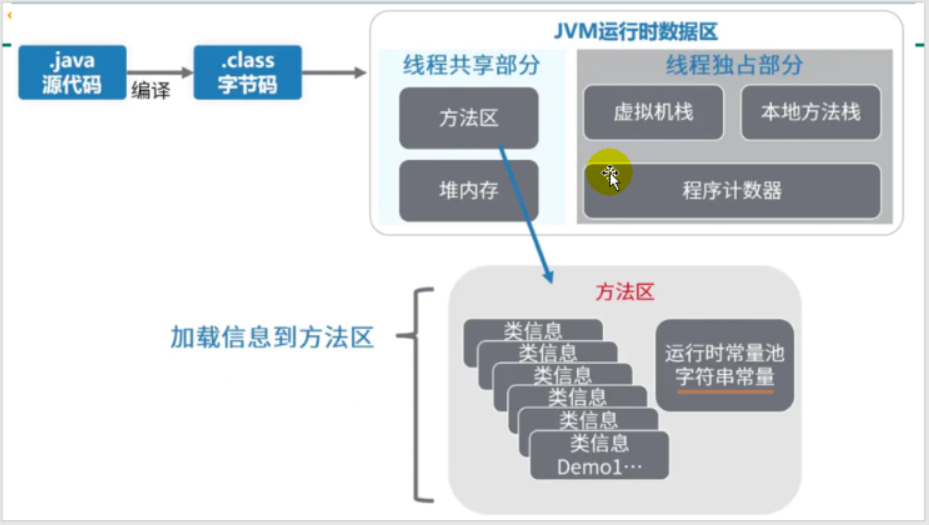 JVM运行时数据区
.java
源代码
编译
.class
字节码
线程共享部分
方法区
堆内存
线程独占部分
虚拟机栈
本地方法栈
程序计数器
加载信息到方法区
方法区
类信息
类信息
类信息
类信息
类信息
类信息
Demo1…
运行时常量池
字符串常量